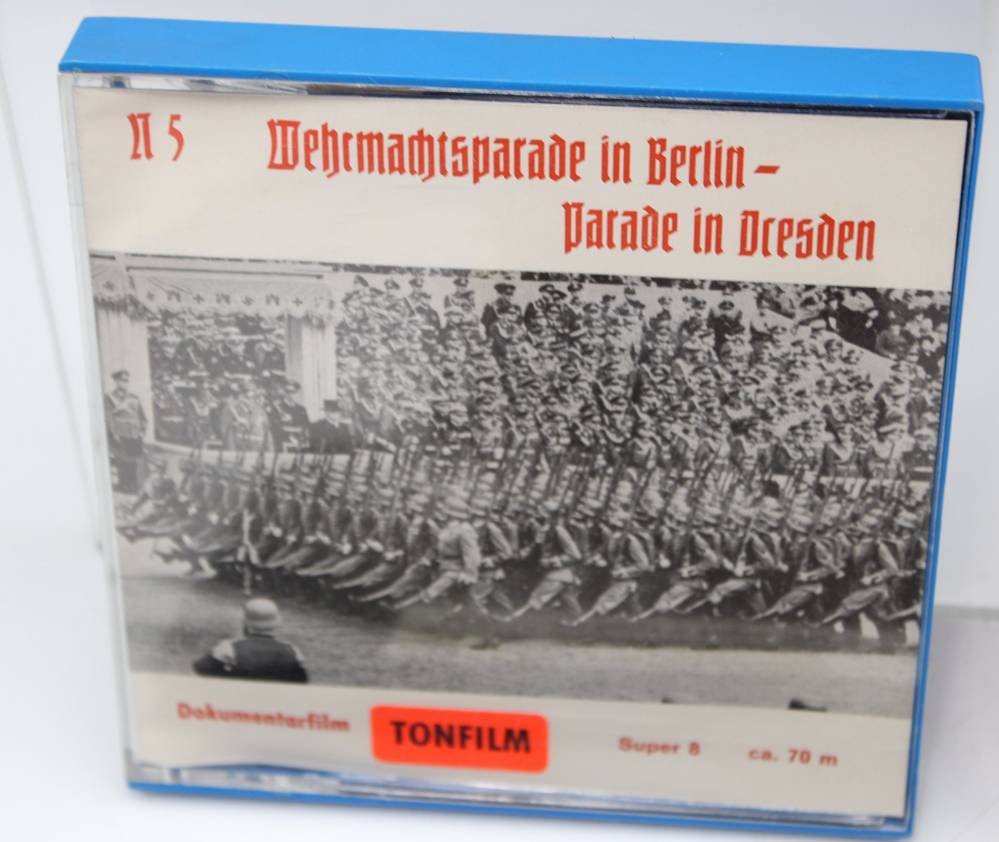 N 5
Wehrmachtsparade in Berlin –
Parade in Dresden
Dokumentarfilm
TONFILM
Super 8 ca. 70 m